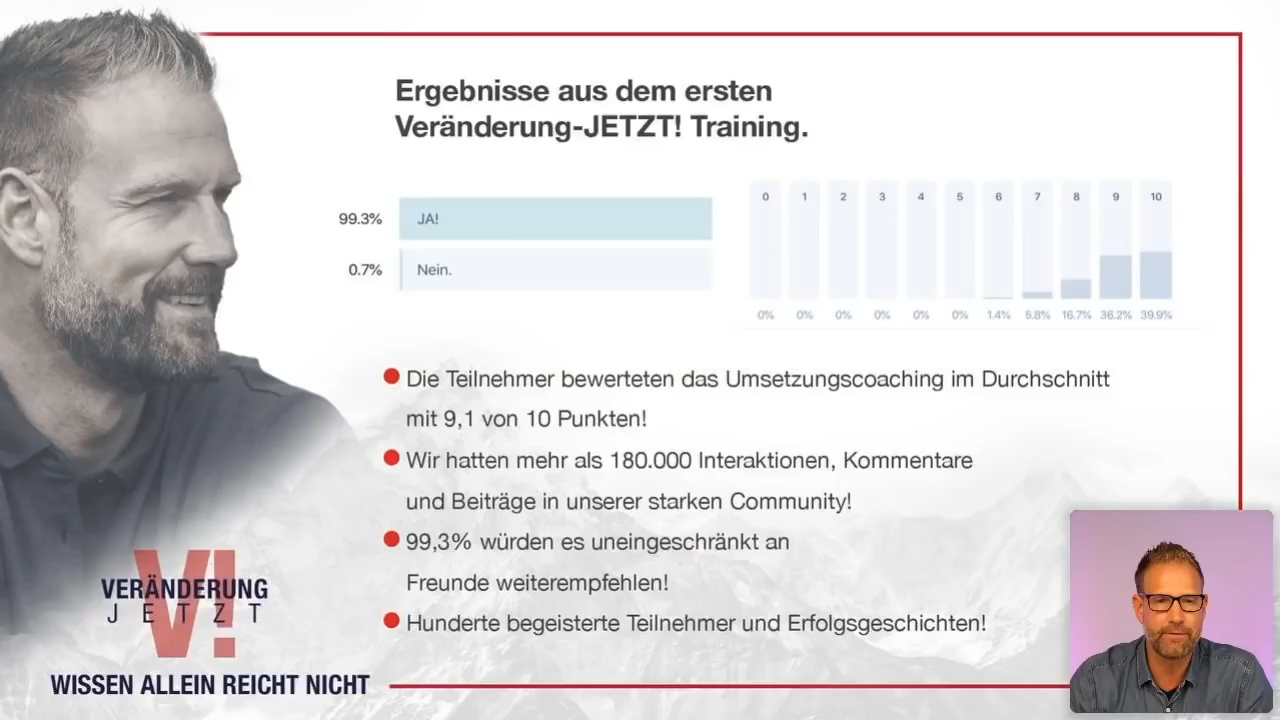 Ergebnisse aus dem ersten
Veränderung-JETZT! Training.
99.3% JA!
0.7% Nein.
0 1 2 3 4 5 6 7 8 9 10
0% 0% 0% 0% 0% 0% 1.4% 5.8% 16.7% 36.2% 39.9%
Die Teilnehmer bewerteten das Umsetzungscoaching im Durchschnitt
mit 9,1 von 10 Punkten!
Wir hatten mehr als 180.000 Interaktionen, Kommentare
und Beiträge in unserer starken Community!
99,3% würden es uneingeschränkt an
Freunde weiterempfehlen!
Hunderte begeisterte Teilnehmer und Erfolgsgeschichten!
V!
VERÄNDERUNG
JETZT
WISSEN ALLEIN REICHT NICHT